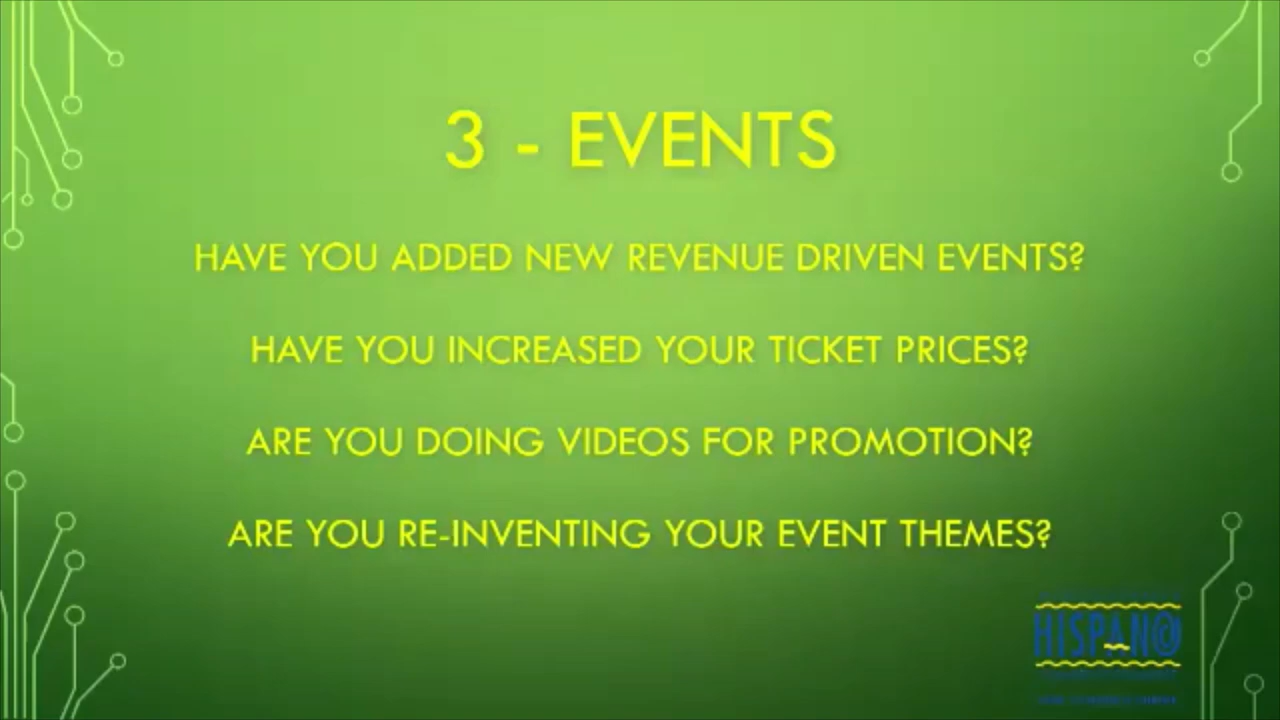 3 - EVENTS
HAVE YOU ADDED NEW REVENUE DRIVEN EVENTS?
HAVE YOU INCREASED YOUR TICKET PRICES?
ARE YOU DOING VIDEOS FOR PROMOTION?
ARE YOU RE-INVENTING YOUR EVENT THEMES?
HISPANO